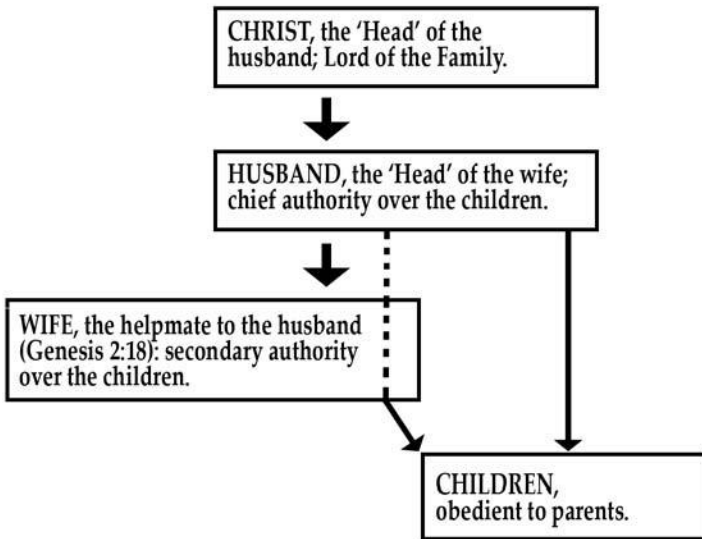 CHRIST, the ‘Head’ of the
husband; Lord of the Family.
HUSBAND, the ‘Head’ of the wife;
chief authority over the children.
WIFE, the helpmate to the husband
(Genesis 2:18): secondary authority
over the children.
CHILDREN,
obedient to parents.